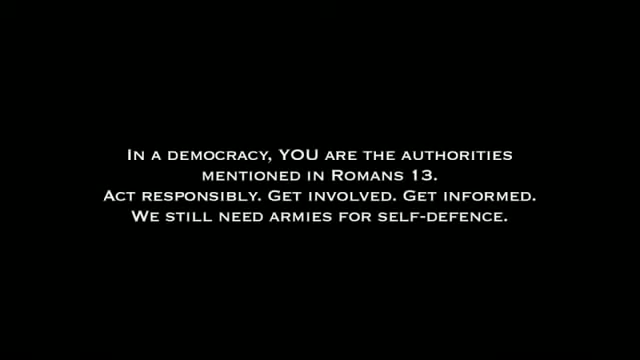 In a democracy, YOU are the authorities
mentioned in Romans 13.
Act responsibly. Get involved. Get informed.
We still need armies for self-defence.